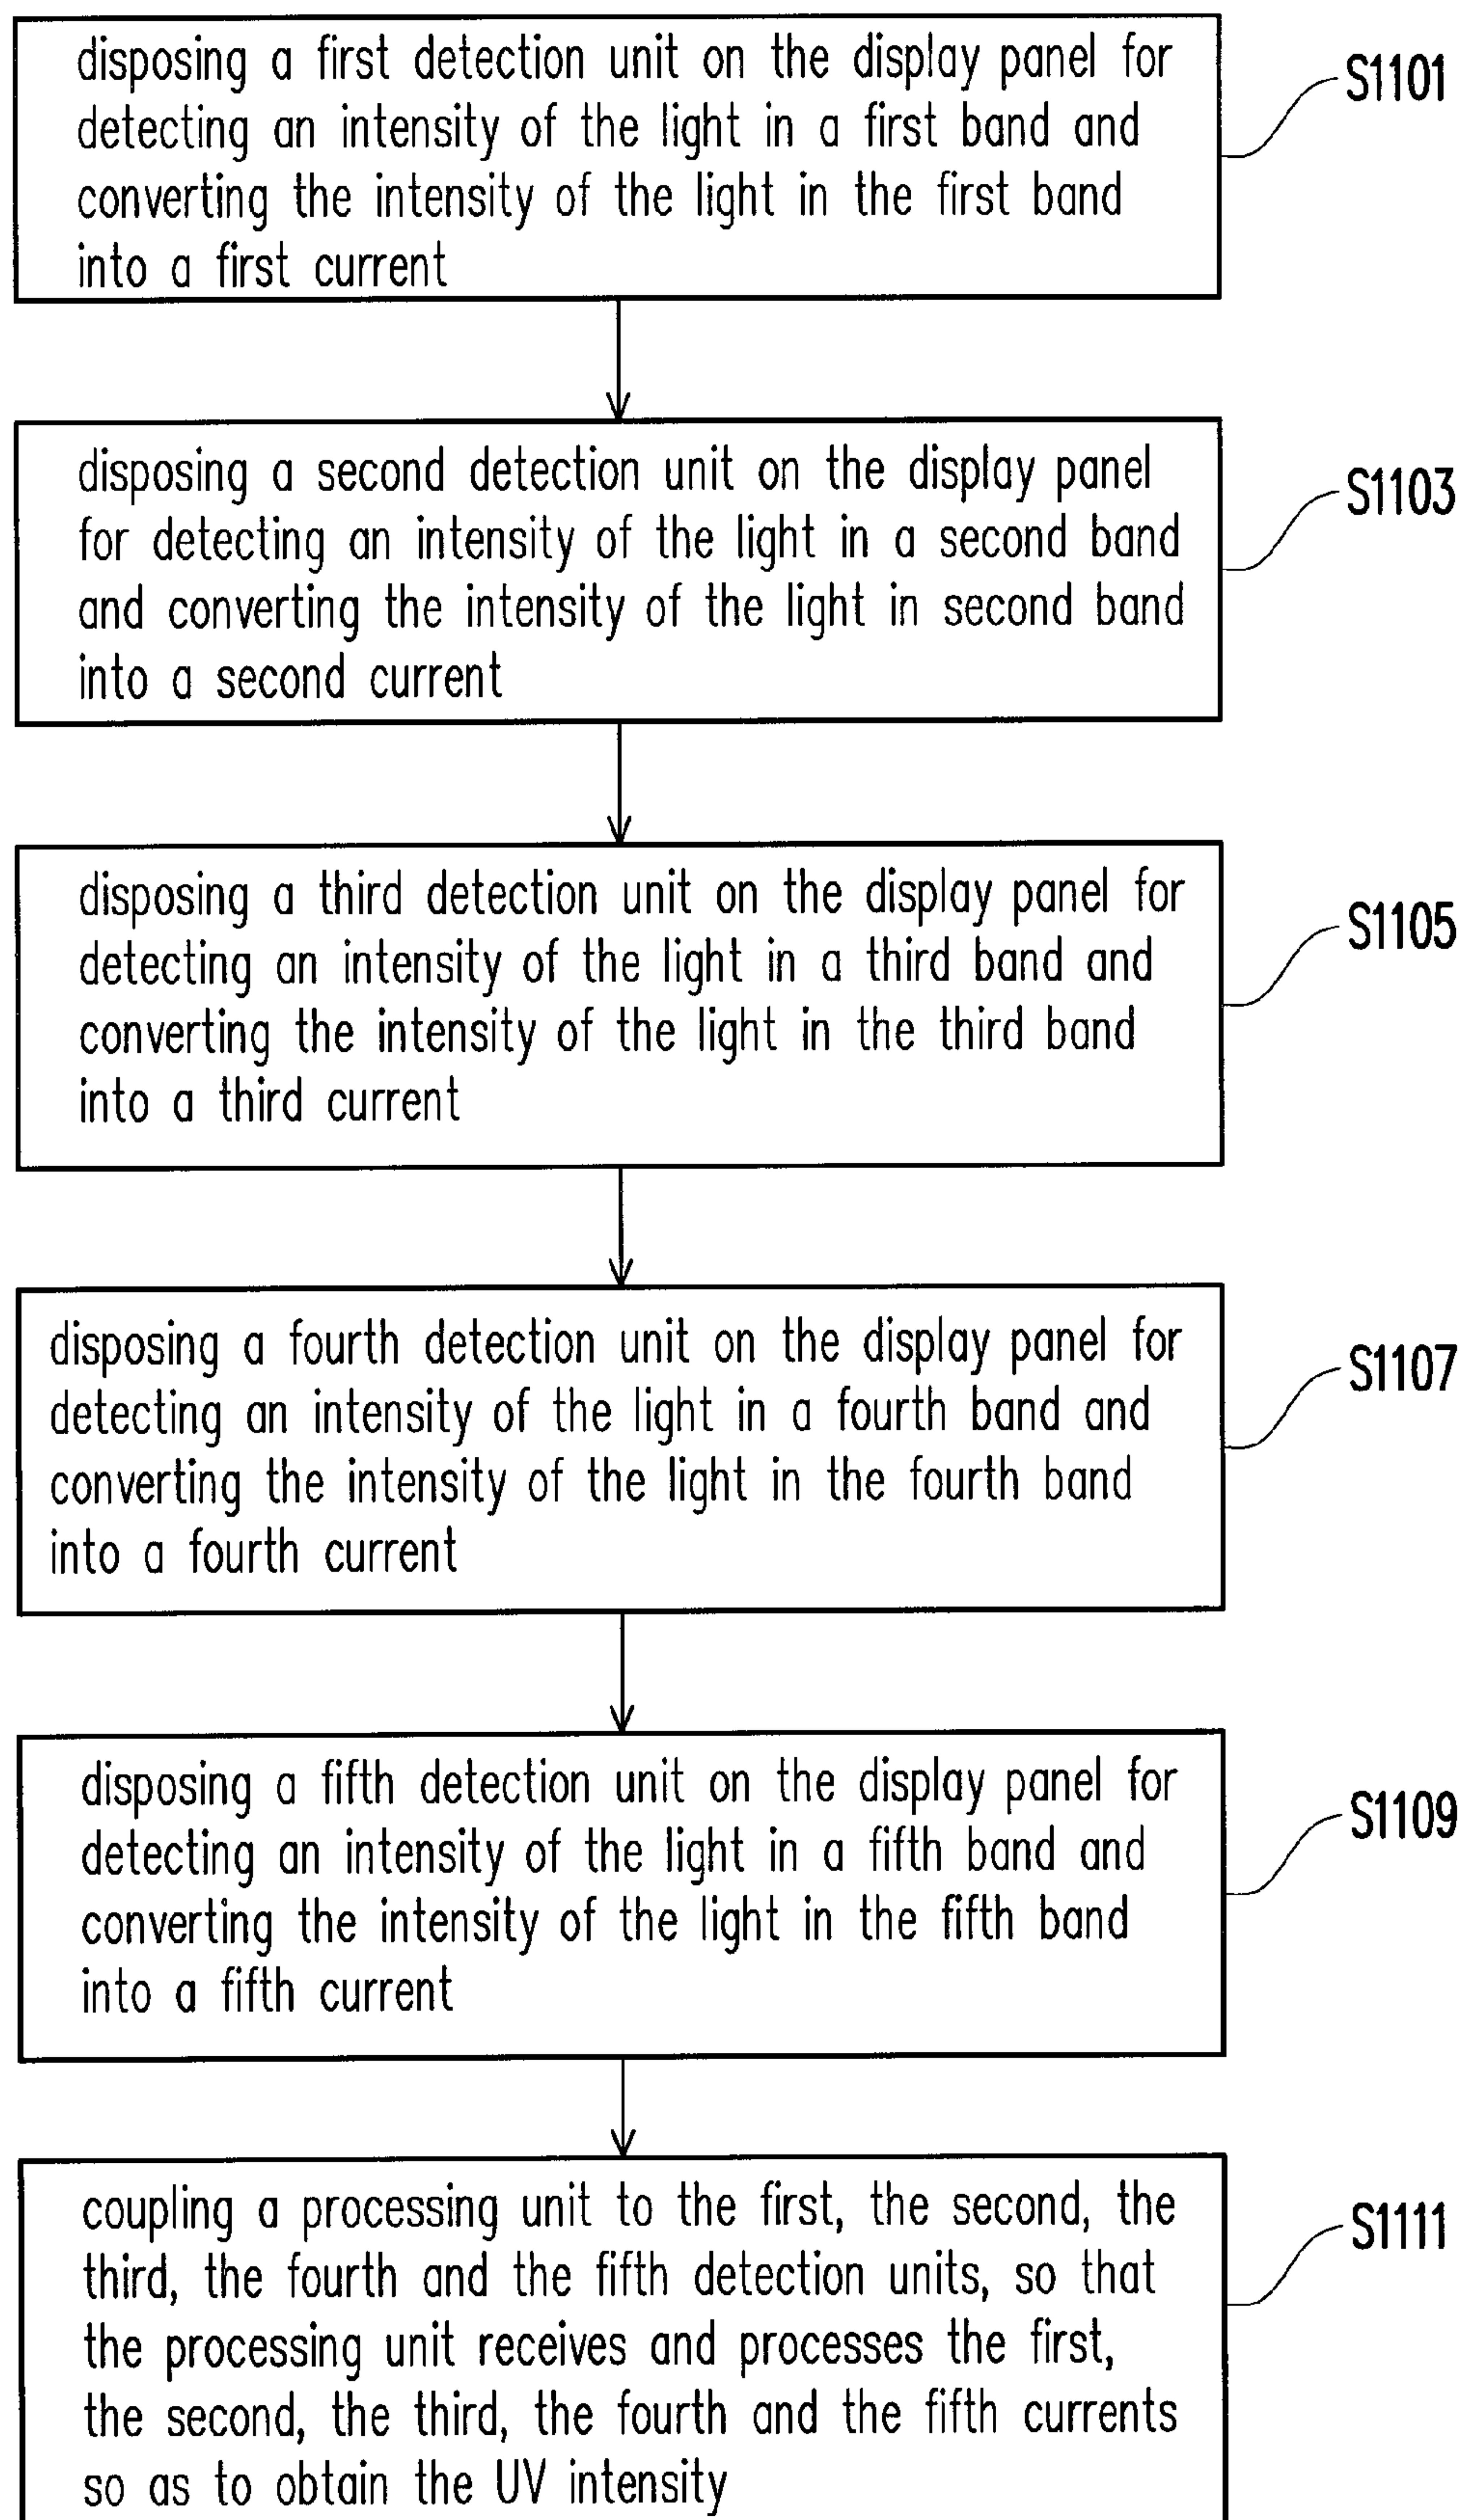 disposing a first detection unit on the display panel for
detecting an intensity of the light in a first band and
converting the intensity of the light in the first band
into a first current
S1101
disposing a second detection unit on the display panel
for detecting an intensity of the light in a second band
and converting the intensity of the light in second band
into a second current
S1103
disposing a third detection unit on the display panel for
detecting an intensity of the light in a third band and
converting the intensity of the light in the third band
into a third current
S1105
disposing a fourth detection unit on the display panel for
detecting an intensity of the light in a fourth band and
converting the intensity of the light in the fourth band
into a fourth current
S1107
disposing a fifth detection unit on the display panel for
detecting an intensity of the light in a fifth band and
converting the intensity of the light in the fifth band
into a fifth current
S1109
coupling a processing unit to the first, the second, the
third, the fourth and the fifth detection units, so that
the processing unit receives and processes the first,
the second, the third, the fourth and the fifth currents
so as to obtain the UV intensity
S1111